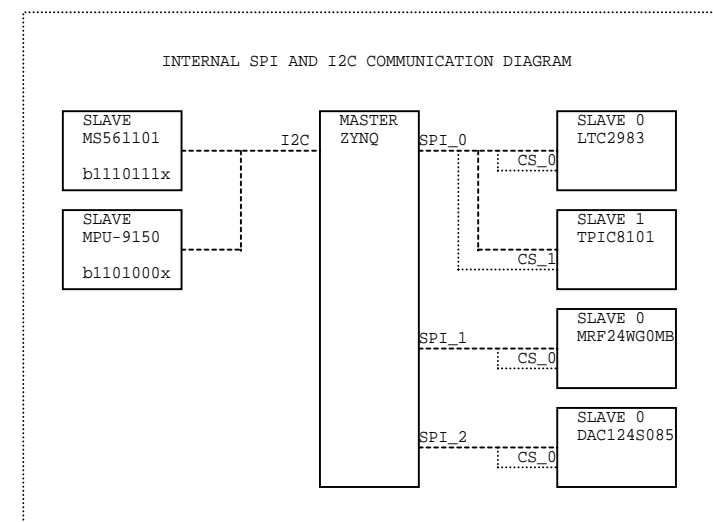 INTERNAL SPI AND I2C COMMUNICATION DIAGRAM
SLAVE
MS561101
b1110111x
SLAVE
MPU-9150
b1101000x
I2C
MASTER
ZYNQ
SPI_0
CS_0
SLAVE 0
LTC2983
CS_1
SLAVE 1
TPIC8101
SPI_1
CS_0
SLAVE 0
MRF24WG0MB
SPI_2
CS_0
SLAVE 0
DAC124S085